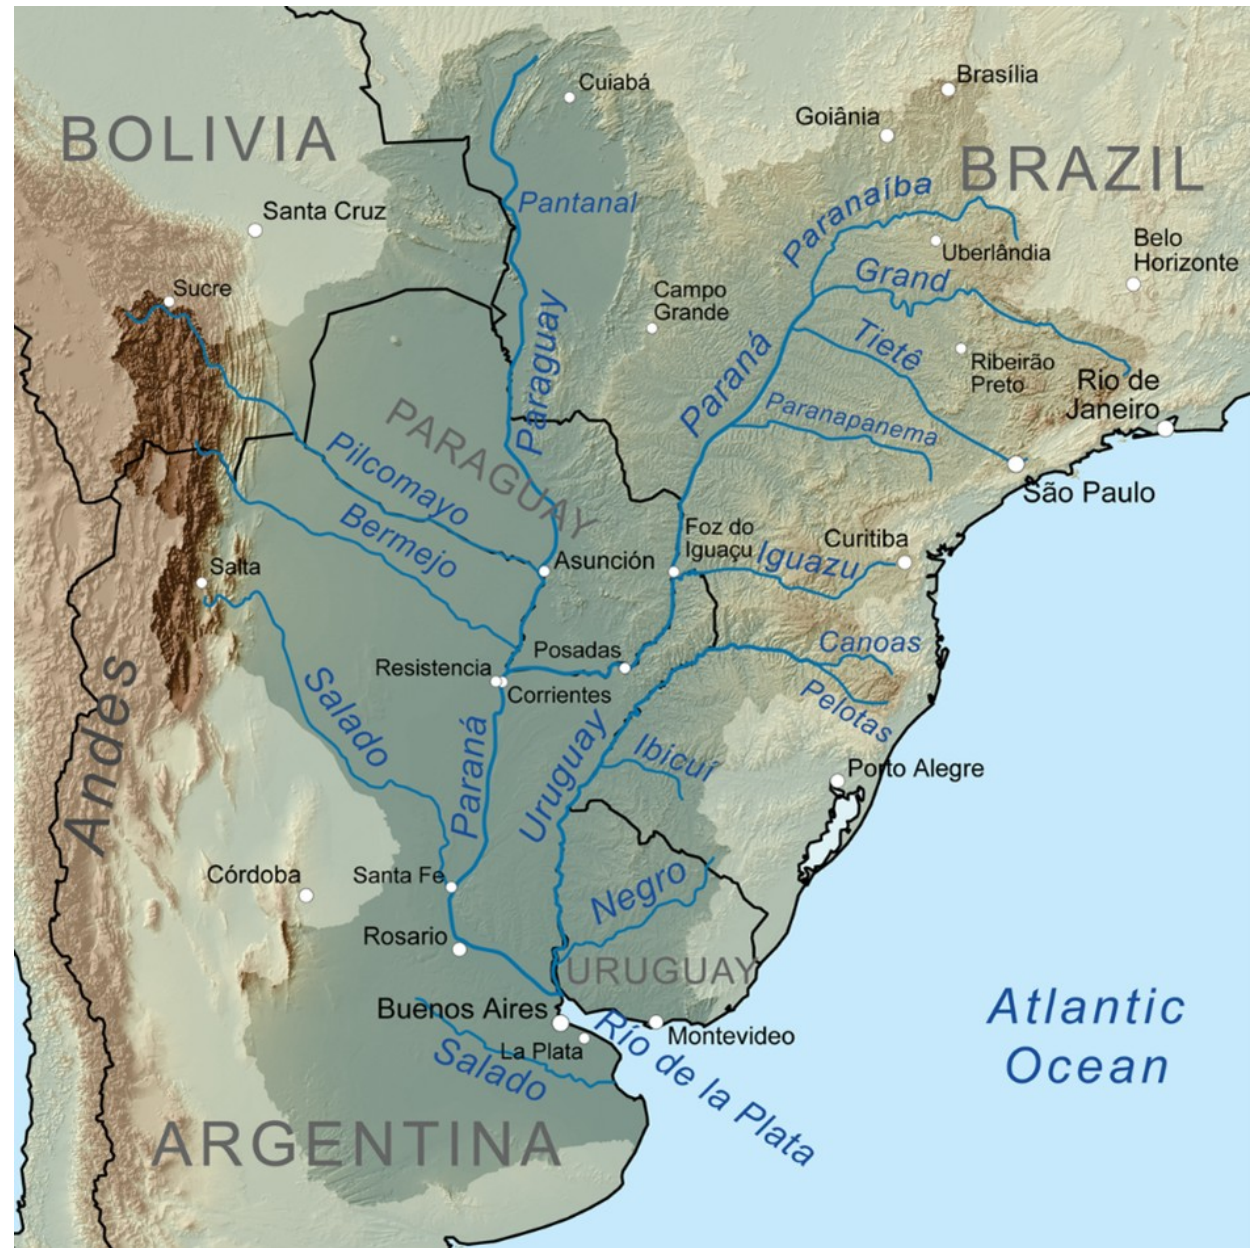 Cuiabá
Brasília
Goiânia
BOLIVIA
BRAZIL
Paranaíba
Pantanal
Santa Cruz
Belo
Horizonte
Uberlândia
Grand
Sucre
Campo
Grande
Paraguay
Tietê
Paraná
Ribeirão
Preto
Río de
Janeiro
Paranapanema
PARAGUAY
Pilcomayo
São Paulo
Bermejo
Foz do
Iguaçu
Curitiba
Iguazu
Asunción
Salta
Canoas
Posadas
Resistencia
Corrientes
Pelotas
Andes
Salado
Paraná
Uruguay
Ibicuí
Porto Alegre
Córdoba
Santa Fe
Negro
Rosario
URUGUAY
Buenos Aires
Atlantic
Ocean
Montevideo
La Plata
Río de la Plata
Salado
ARGENTINA